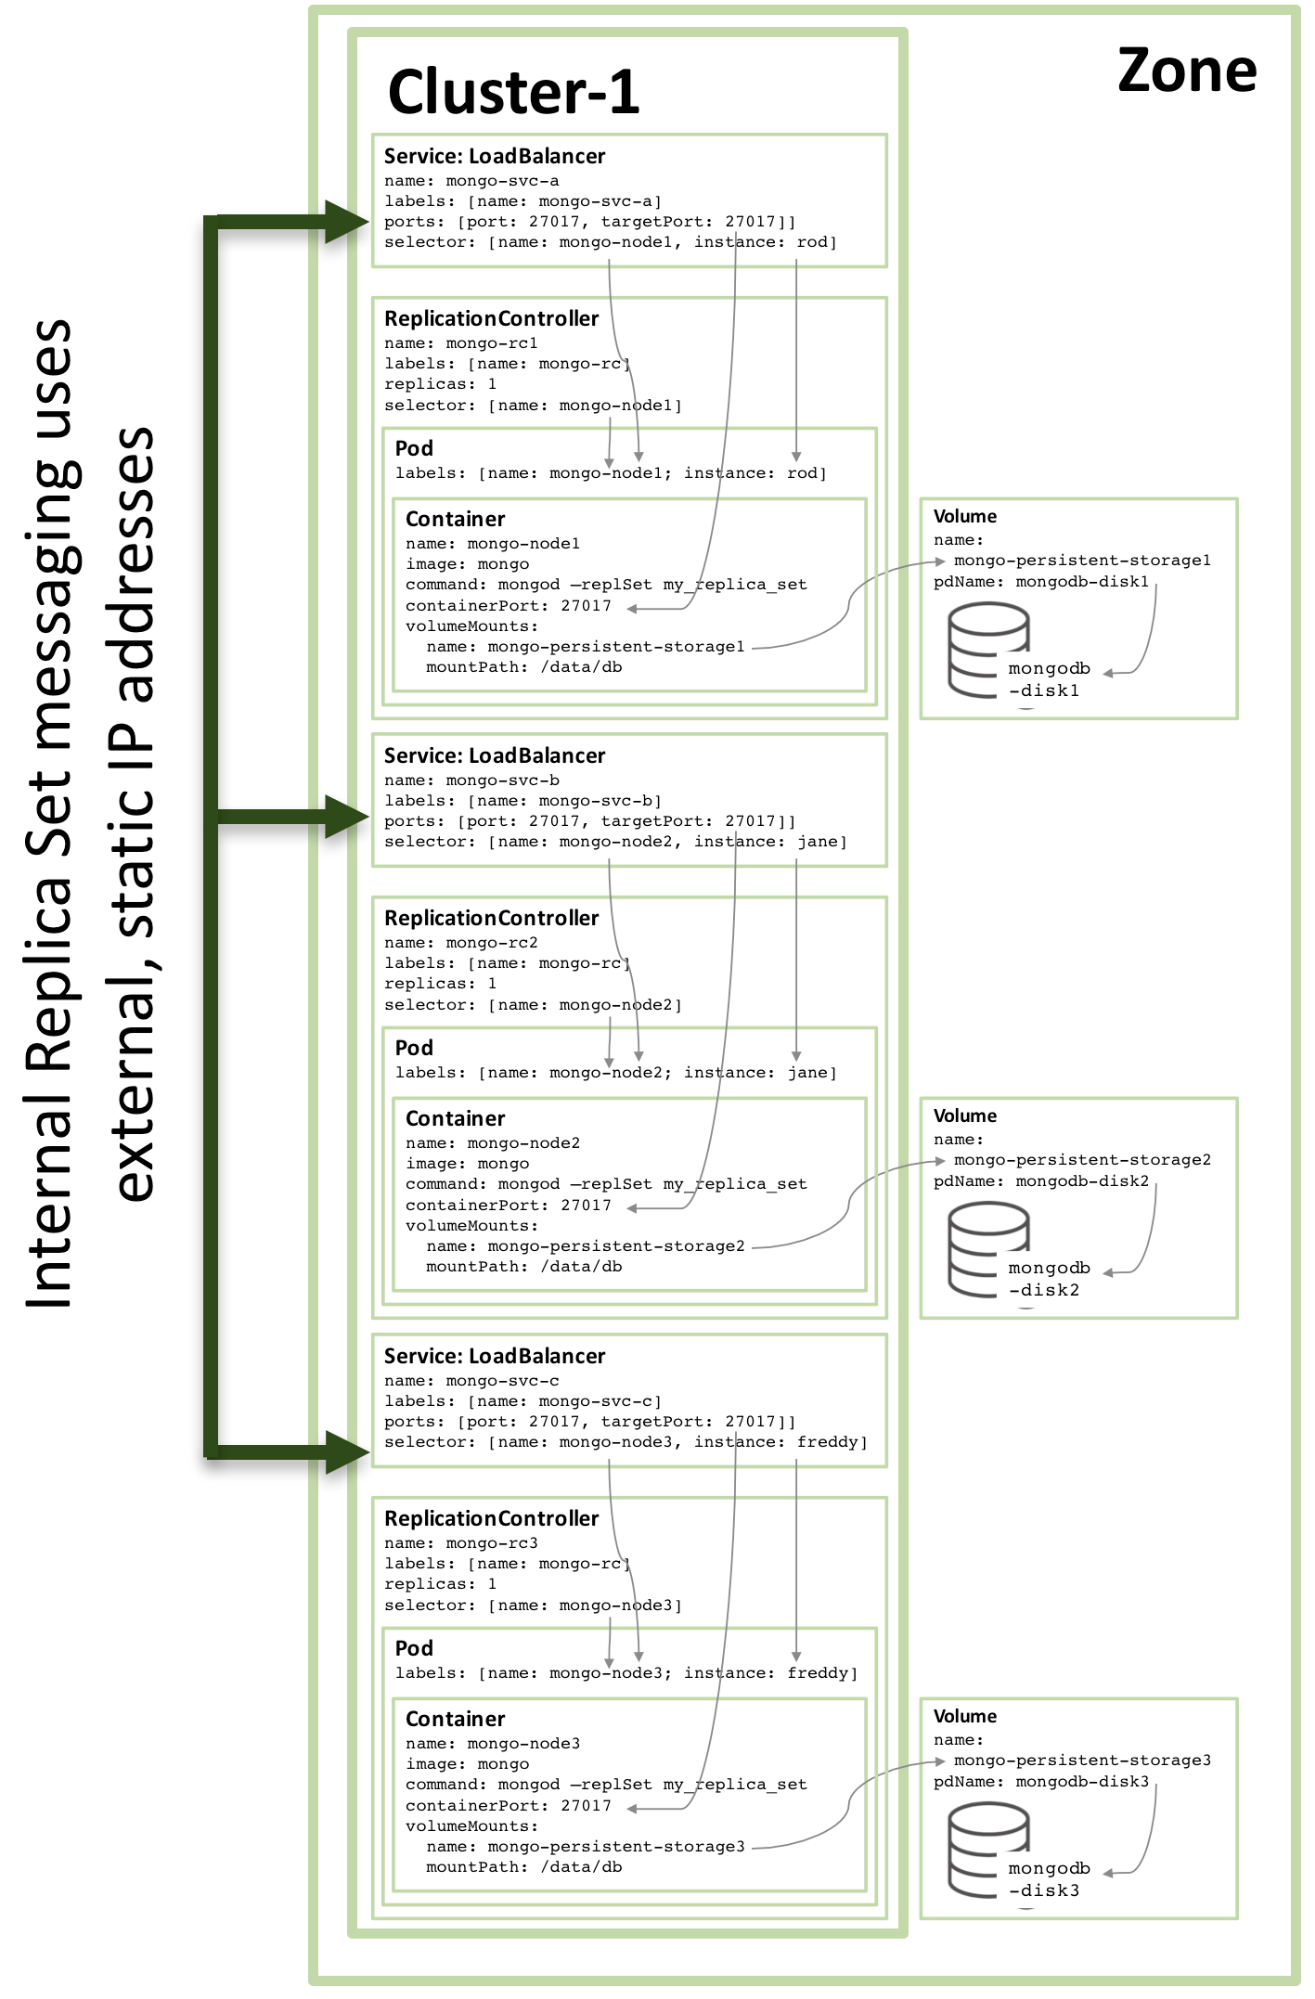 Internal Replica Set messaging uses
external, static IP addresses
Zone
Cluster-1
Service: LoadBalancer
name: mongo-svc-a
labels: [name: mongo-svc-a]
ports: [port: 27017, targetPort: 27017]]
selector: [name: mongo-node1, instance: rod]
ReplicationController
name: mongo-rc1
labels: [name: mongo-rc]
replicas: 1
selector: [name: mongo-node1]
Pod
labels: [name: mongo-node1; instance: rod]
Container
name: mongo-node1
image: mongo
command: mongod —replSet my_replica_set
containerPort: 27017
volumeMounts:
name: mongo-persistent-storage1
mountPath: /data/db
Volume
name:
mongo-persistent-storage1
pdName: mongodb-disk1
mongodb
-disk1
Service: LoadBalancer
name: mongo-svc-b
labels: [name: mongo-svc-b]
ports: [port: 27017, targetPort: 27017]]
selector: [name: mongo-node2, instance: jane]
ReplicationController
name: mongo-rc2
labels: [name: mongo-rc]
replicas: 1
selector: [name: mongo-node2]
Pod
labels: [name: mongo-node2; instance: jane]
Container
name: mongo-node2
image: mongo
command: mongod —replSet my_replica_set
containerPort: 27017
volumeMounts:
name: mongo-persistent-storage2
mountPath: /data/db
Volume
name:
mongo-persistent-storage2
pdName: mongodb-disk2
mongodb
-disk2
Service: LoadBalancer
name: mongo-svc-c
labels: [name: mongo-svc-c]
ports: [port: 27017, targetPort: 27017]]
selector: [name: mongo-node3, instance: freddy]
ReplicationController
name: mongo-rc3
labels: [name: mongo-rc]
replicas: 1
selector: [name: mongo-node3]
Pod
labels: [name: mongo-node3; instance: freddy]
Container
name: mongo-node3
image: mongo
command: mongod —replSet my_replica_set
containerPort: 27017
volumeMounts:
name: mongo-persistent-storage3
mountPath: /data/db
Volume
name:
mongo-persistent-storage3
pdName: mongodb-disk3
mongodb
-disk3